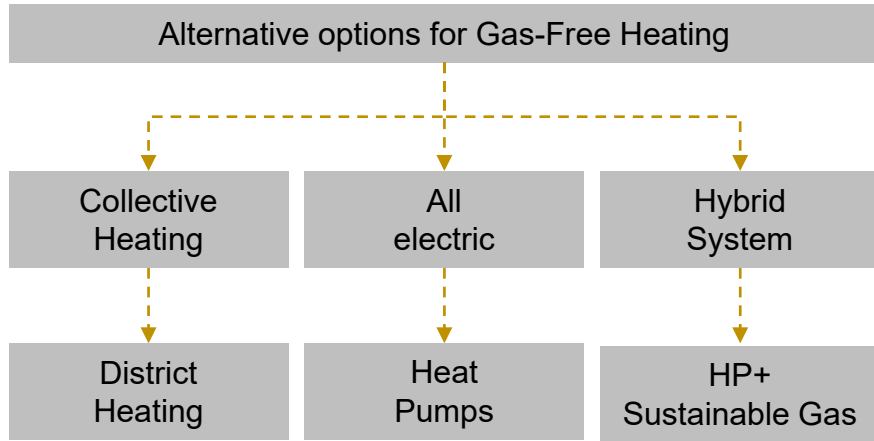 Alternative options for Gas-Free Heating
Collective
Heating
All
electric
Hybrid
System
District
Heating
Heat
Pumps
HP+
Sustainable Gas